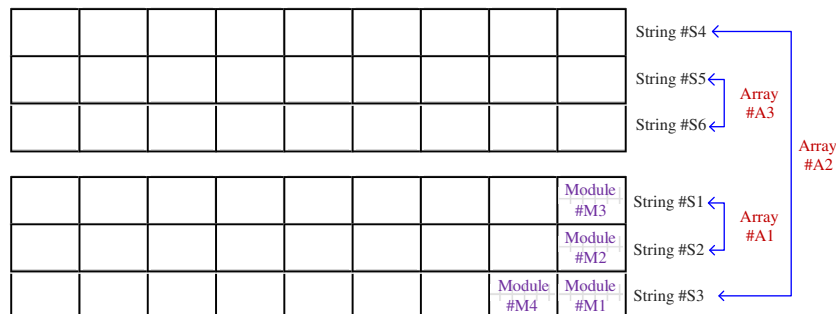 String #S4
String #S5
Array
#A3
String #S6
Array
#A2
Module
#M3
String #S1
Array
#A1
Module
#M2
String #S2
Module
#M4
Module
#M1
String #S3